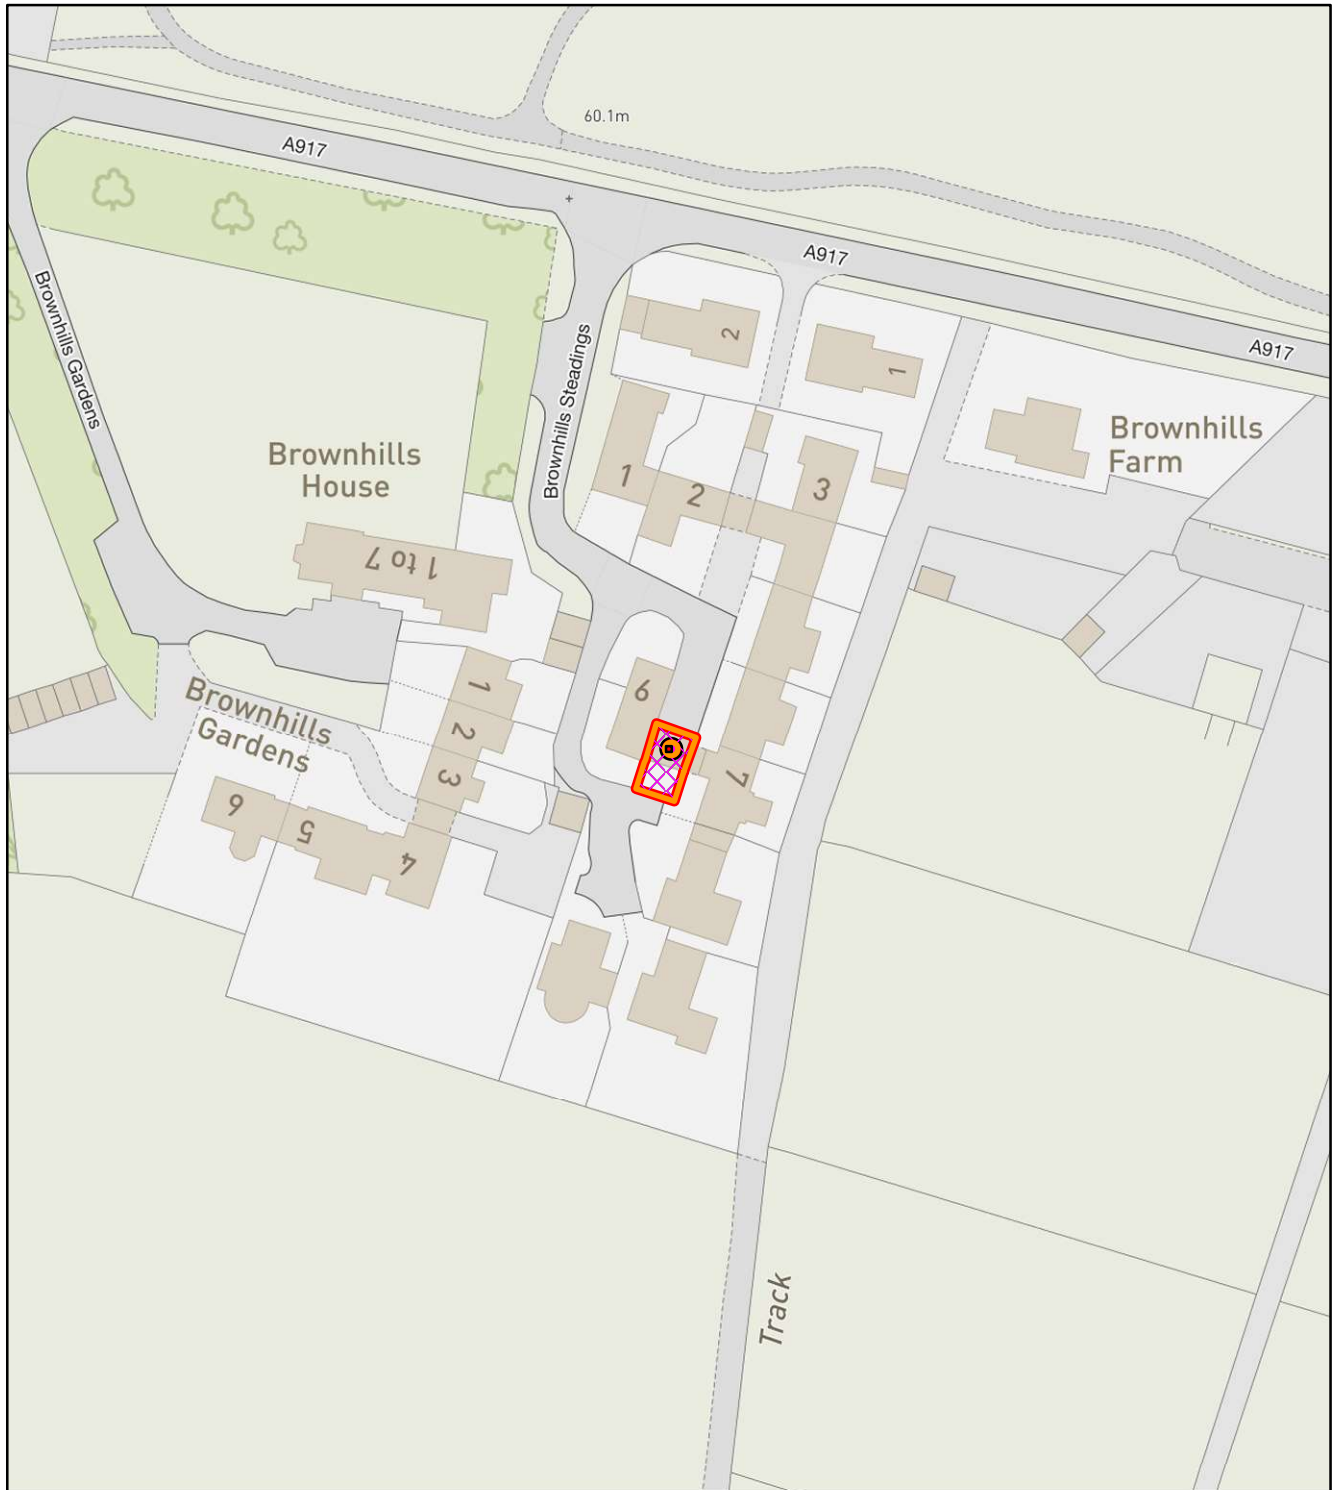 60.1m
A917
A917
A917
Brownhills Gardens
Brownhills Steadings
2
1
Brownhills
Farm
Brownhills
House
1
2
3
1 to 7
6
1
2
3
Brownhills
Gardens
7
6
5
4
Track